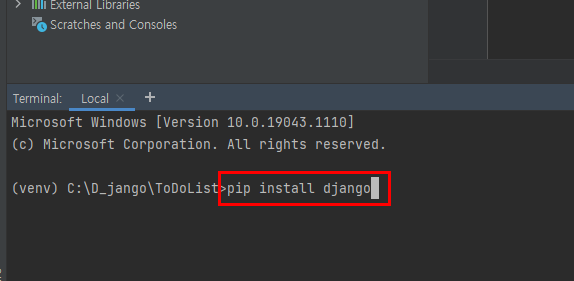 External Libraries
Scratches and Consoles
Terminal: Local × +
Microsoft Windows [Version 10.0.19043.1110]
(c) Microsoft Corporation. All rights reserved.
(venv) C:\D_jango\ToDoList>pip install django